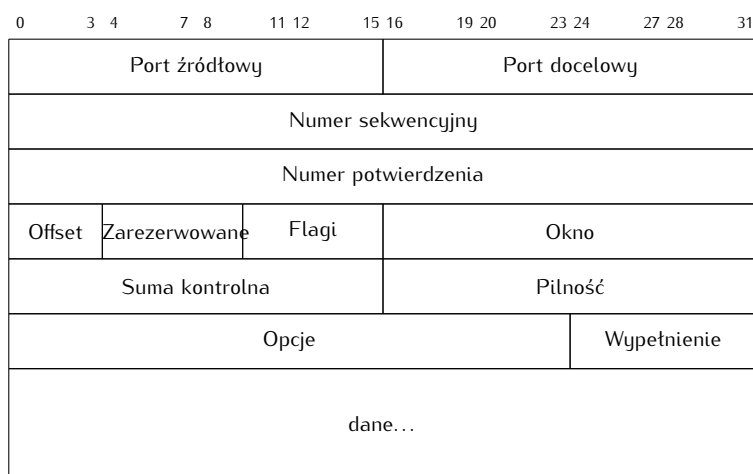 0 3 4 7 8 11 12 15 16 19 20 23 24 27 28 31
Port źródłowy Port docelowy
Numer sekwencyjny
Numer potwierdzenia
Offset Zarezerwowane Flagi Okno
Suma kontrolna Pilność
Opcje Wypełnienie
dane...